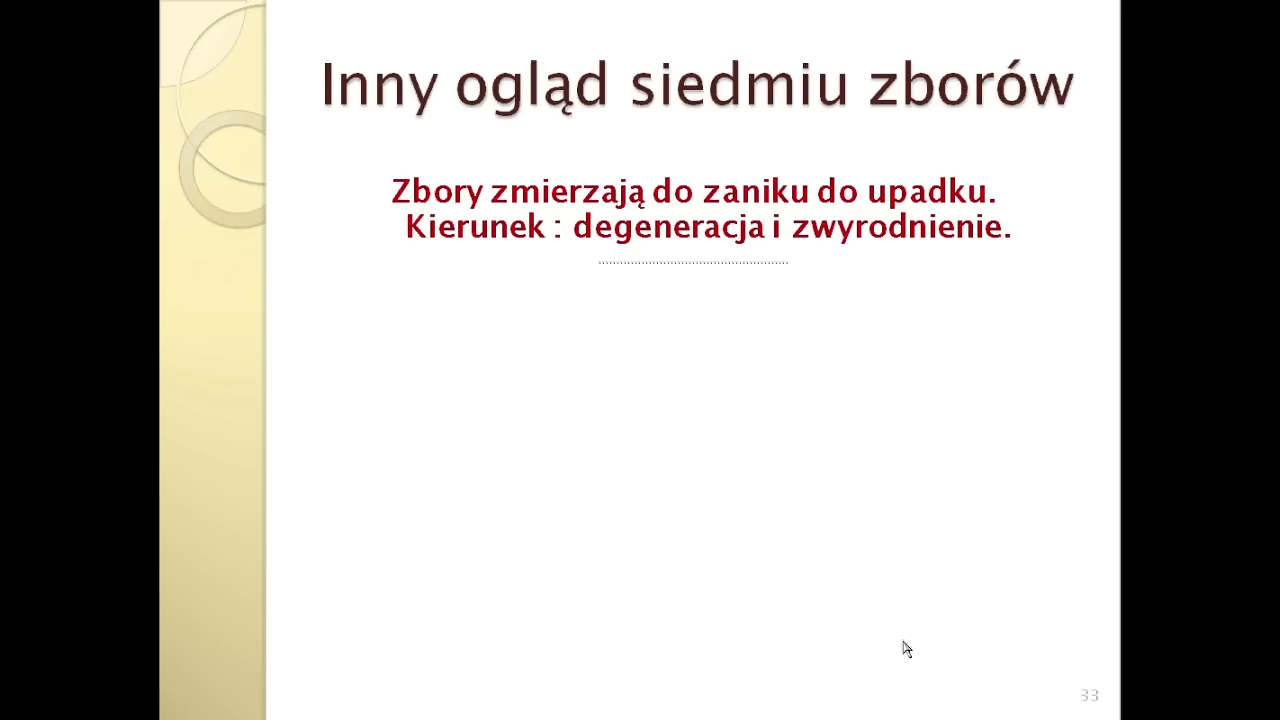 Inny ogląd siedmiu zborów
Zbory zmierzają do zaniku do upadku.
Kierunek : degeneracja i zwyrodnienie.
33